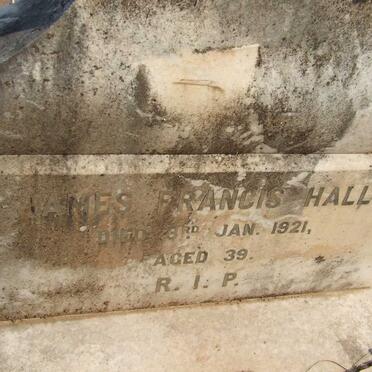 JAMES FRANCIS HALL
DIED 3RD JAN. 1921,
AGED 39.
R. I. P.